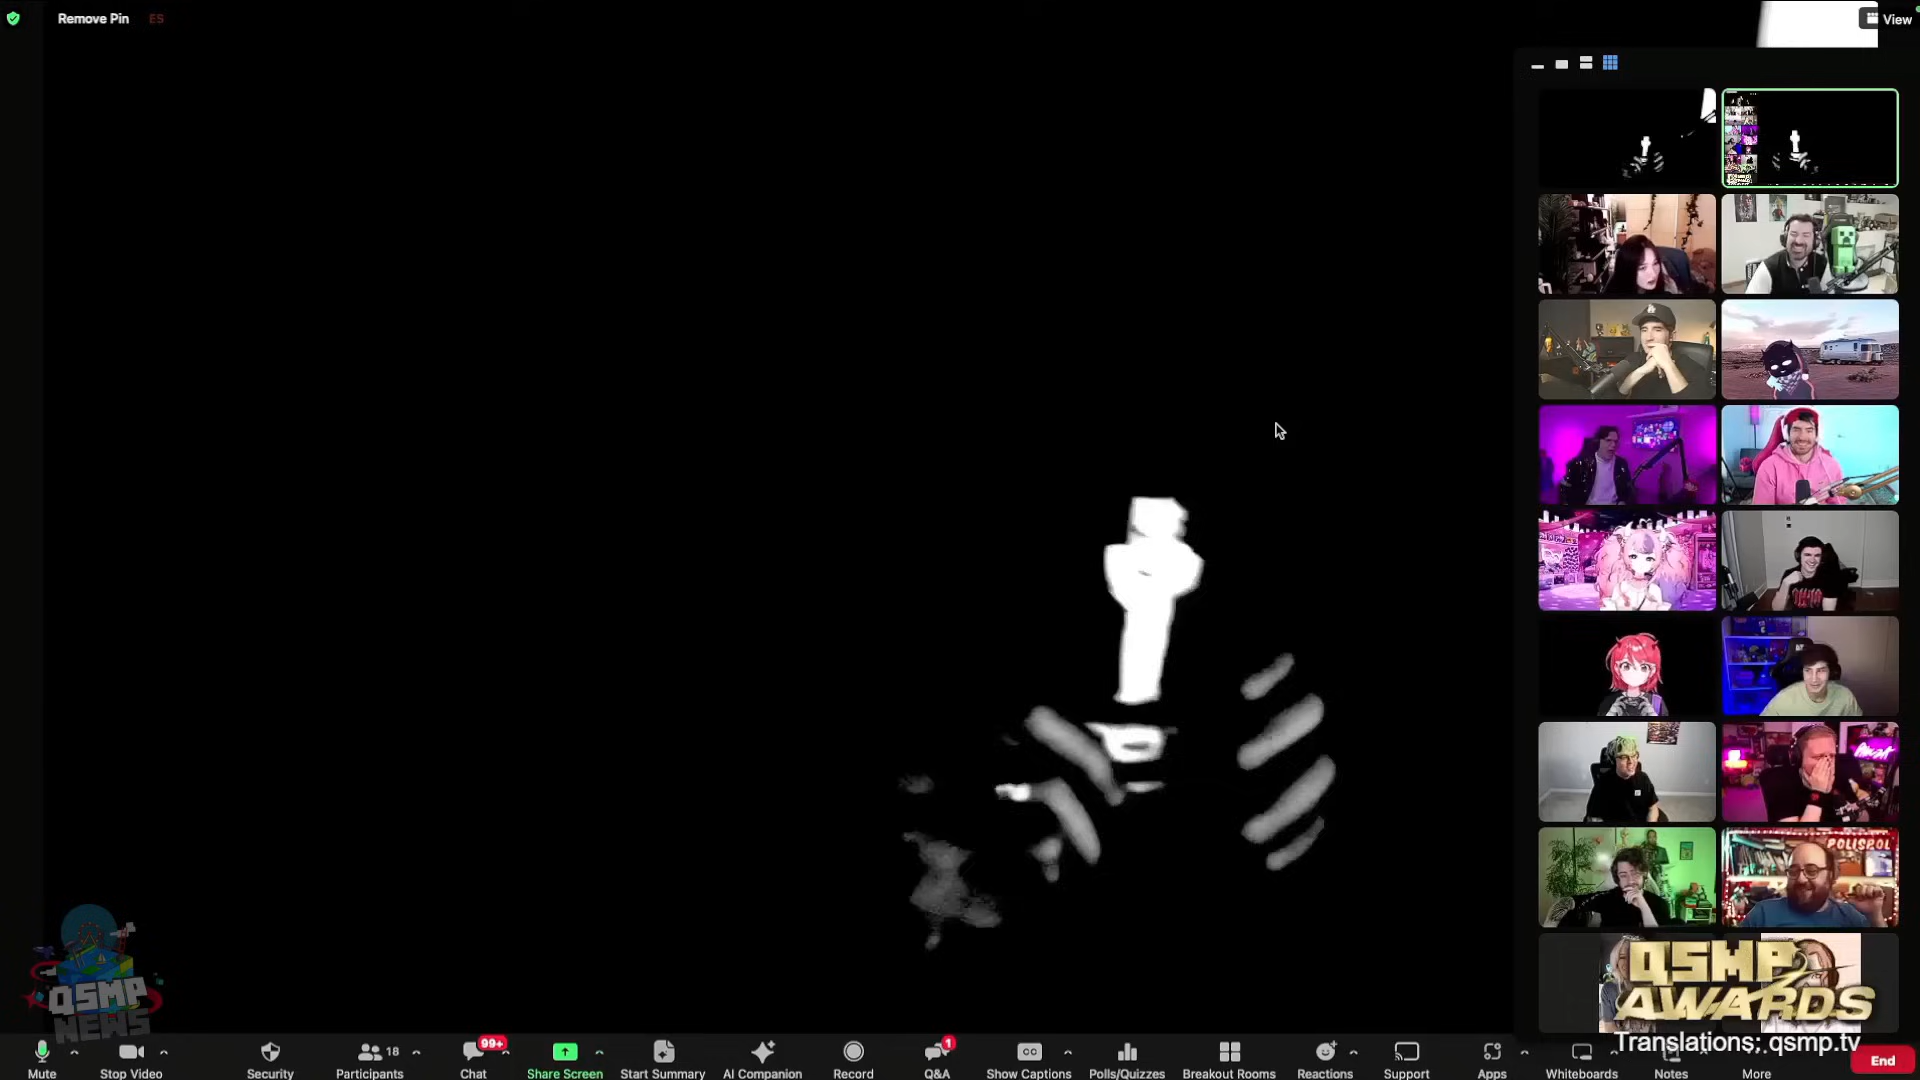 Remove Pin
ES
View
POLISPOL
QSMP
AWARDS
Translations: qsmp.tv
QSMP
NEWS
Mute
Stop Video
Security
18
Participants
99+
Chat
Share Screen
Start Summary
AI Companion
Record
1
Q&A
CC
Show Captions
Polls/Quizzes
Breakout Rooms
Reactions
Support
Apps
Whiteboards
Notes
More
End